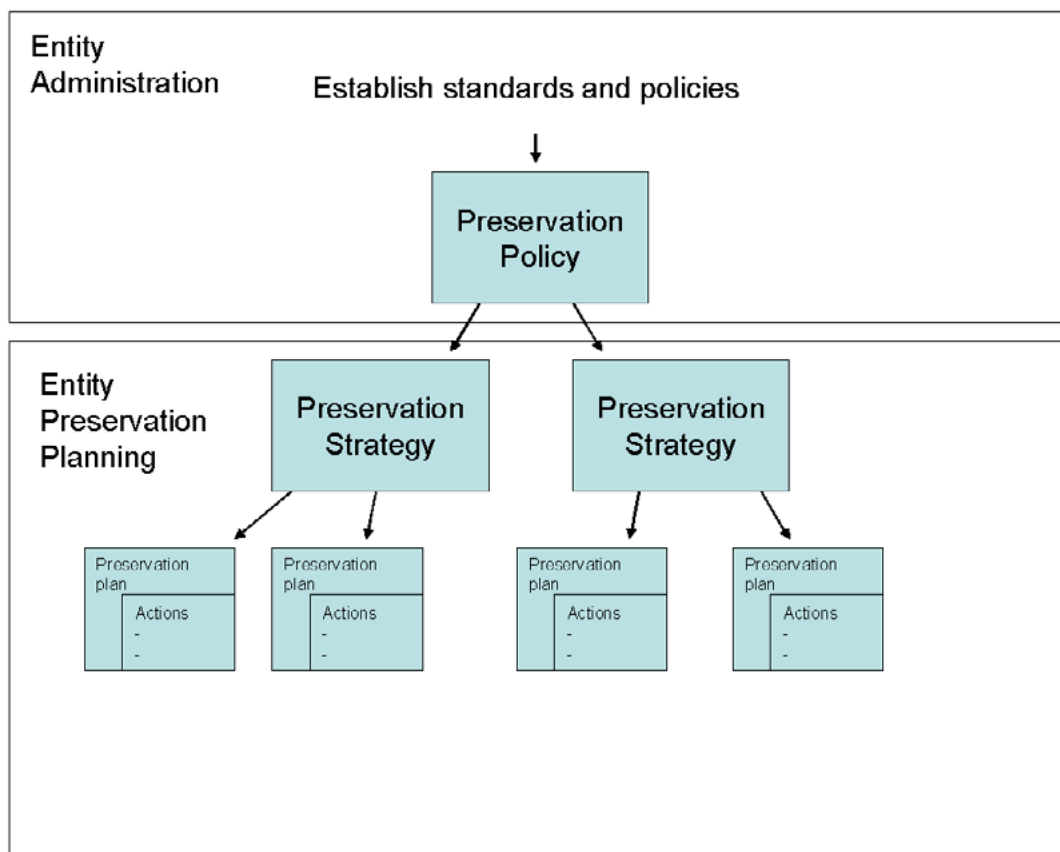 Entity
Administration
Establish standards and policies
Preservation
Policy
Entity
Preservation
Planning
Preservation
Strategy
Preservation
Strategy
Preservation
plan
Actions
-
-
Preservation
plan
Actions
-
-
Preservation
plan
Actions
-
-
Preservation
plan
Actions
-
-